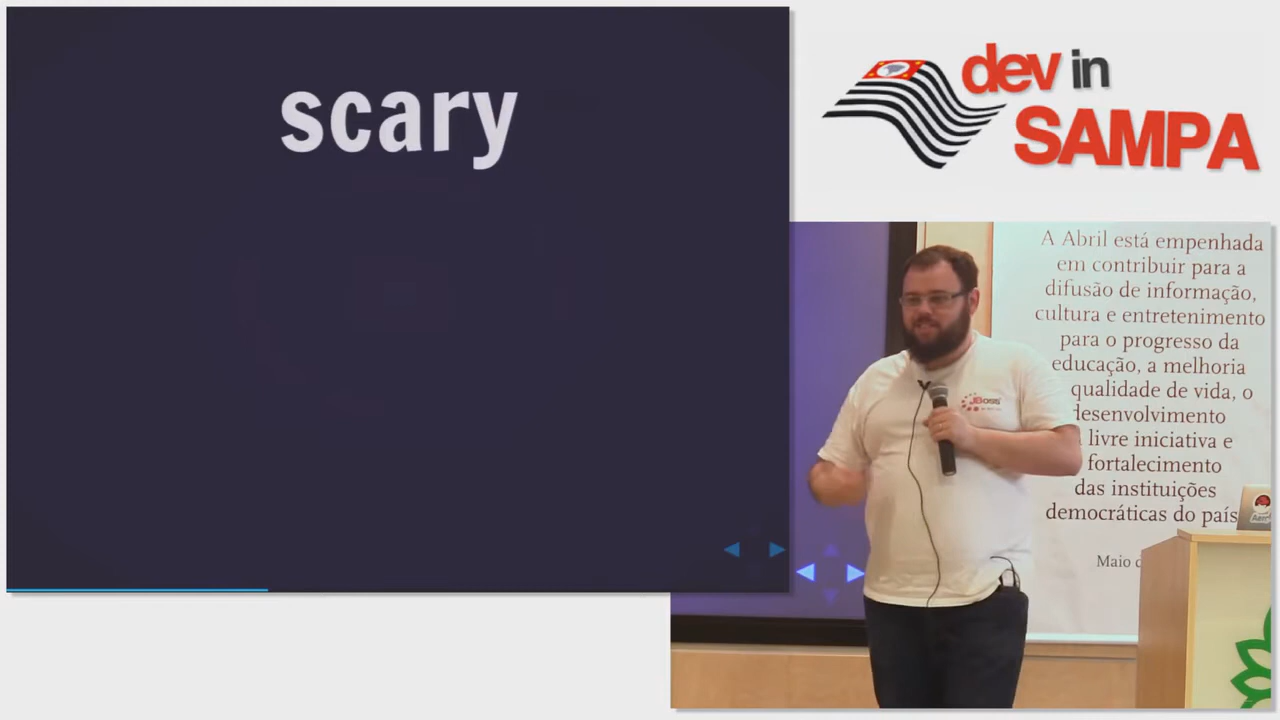 scary
dev in
SAMPA
A Abril está empenhada
em contribuir para a
difusão de informação,
cultura e entretenimento
para o progresso da
educação, a melhoria
qualidade de vida, o
desenvolvimento
livre iniciativa e
fortalecimento
das instituições
democráticas do país
Maio d
JBoss